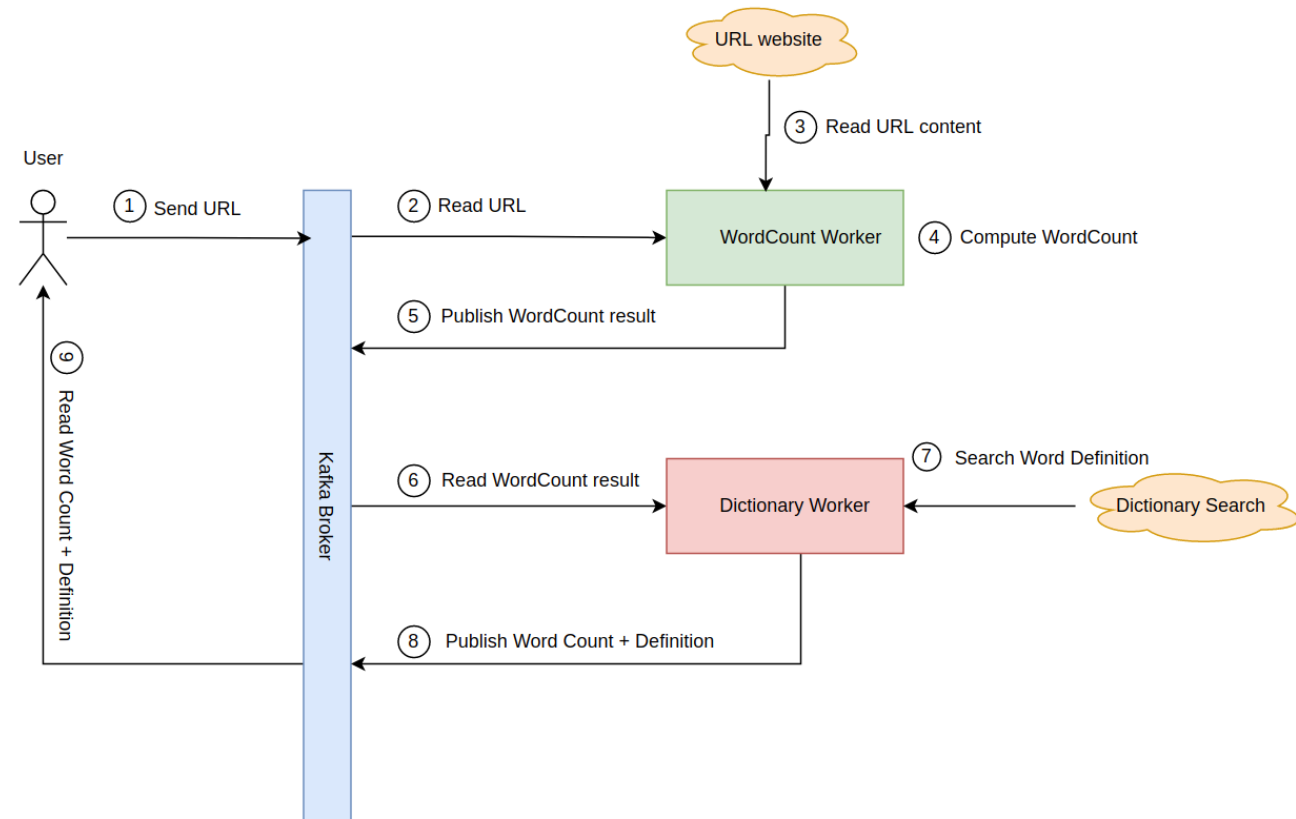 URL website
3 Read URL content
User
1 Send URL
2 Read URL
WordCount Worker
4 Compute WordCount
5 Publish WordCount result
9 Read Word Count + Definition
Kafka Broker
6 Read WordCount result
Dictionary Worker
7 Search Word Definition
Dictionary Search
8 Publish Word Count + Definition